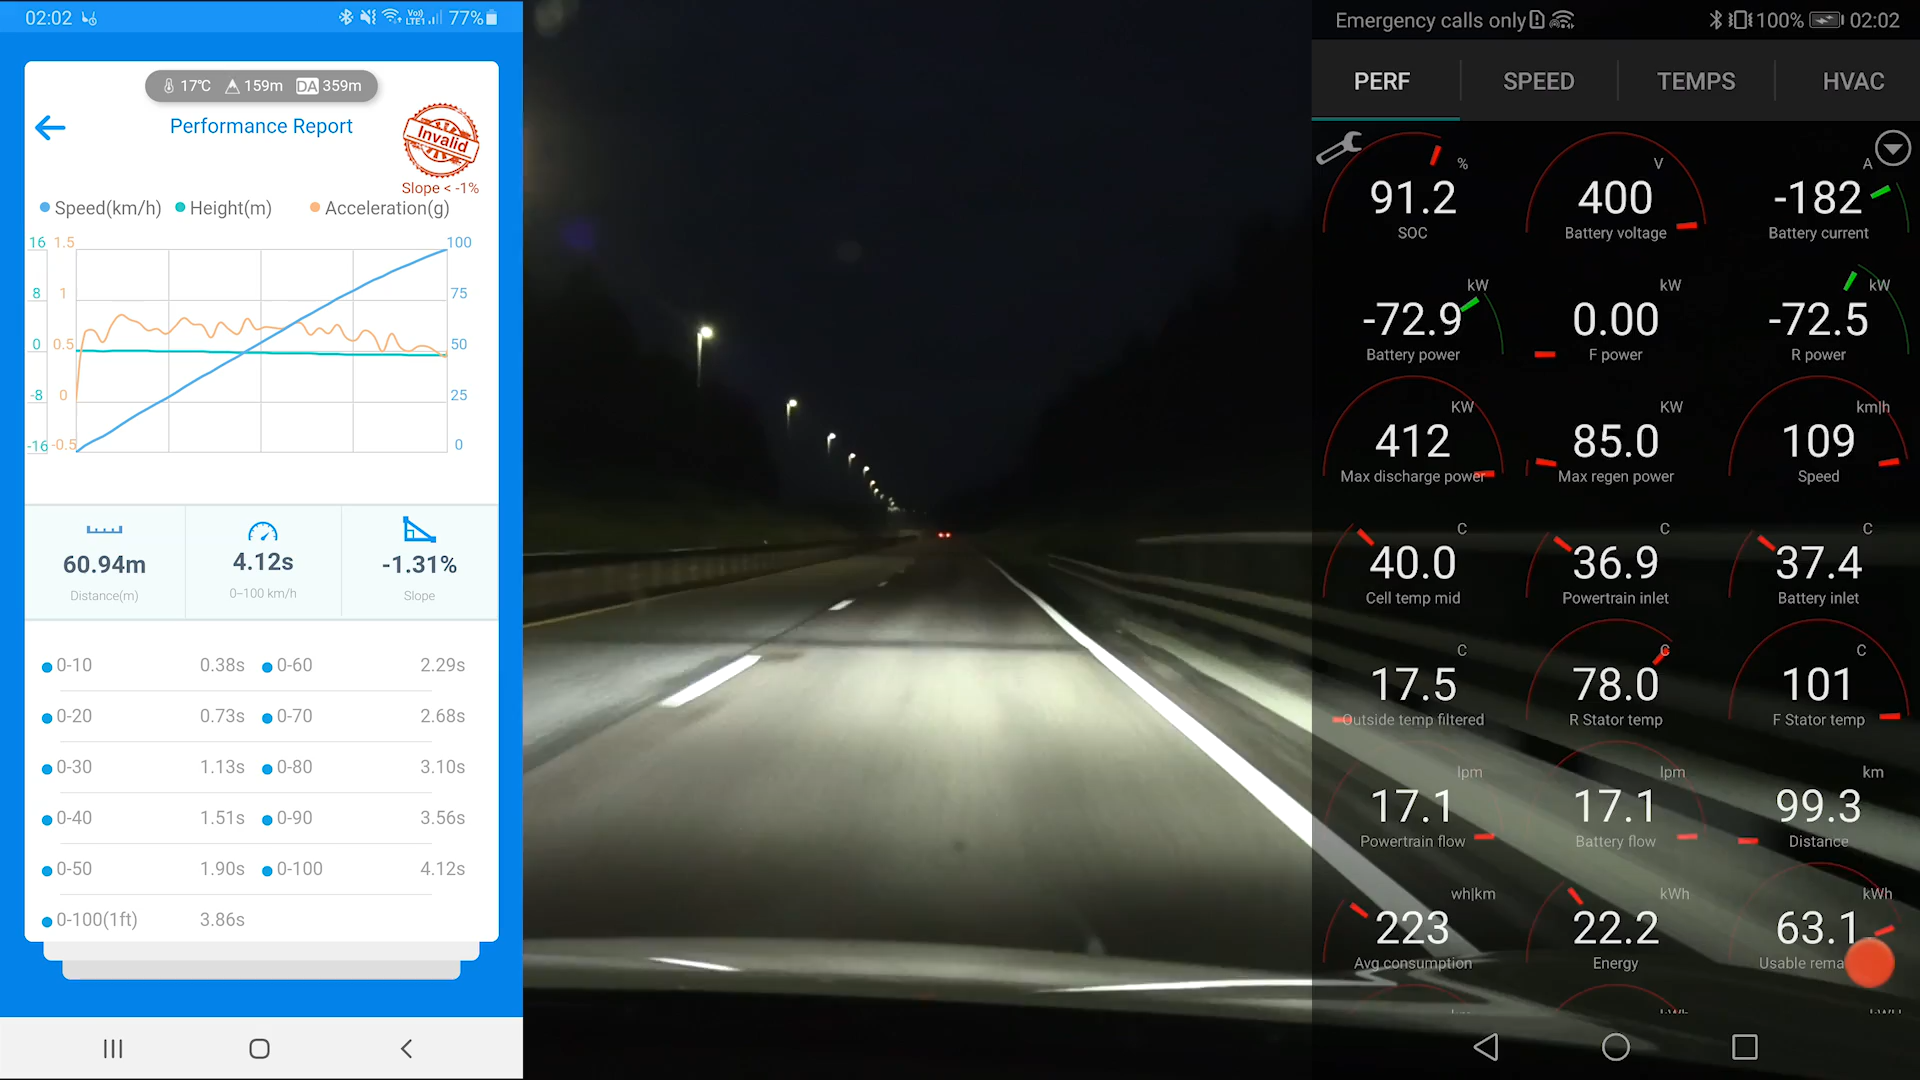 02:02
Vo)) LTE1 77%
17℃ 159m DA 359m
Performance Report
Invalid
Slope < -1%
Speed(km/h) Height(m) Acceleration(g)
16 1.5 100
8 1 75
0 0.5 50
-8 0 25
-16 -0.5 0
60.94m 4.12s -1.31%
Distance(m) 0–100 km/h Slope
0-10 0.38s 0-60 2.29s
0-20 0.73s 0-70 2.68s
0-30 1.13s 0-80 3.10s
0-40 1.51s 0-90 3.56s
0-50 1.90s 0-100 4.12s
0-100(1ft) 3.86s
Emergency calls only 100% 02:02
PERF SPEED TEMPS HVAC
% V A
91.2 400 -182
SOC Battery voltage Battery current
kW kW kW
-72.9 0.00 -72.5
Battery power F power R power
KW KW km|h
412 85.0 109
Max discharge power Max regen power Speed
C C C
40.0 36.9 37.4
Cell temp mid Powertrain inlet Battery inlet
C C C
17.5 78.0 101
Outside temp filtered R Stator temp F Stator temp
lpm lpm km
17.1 17.1 99.3
Powertrain flow Battery flow Distance
wh|km kWh kWh
223 22.2 63.1
Avg consumption Energy Usable rema